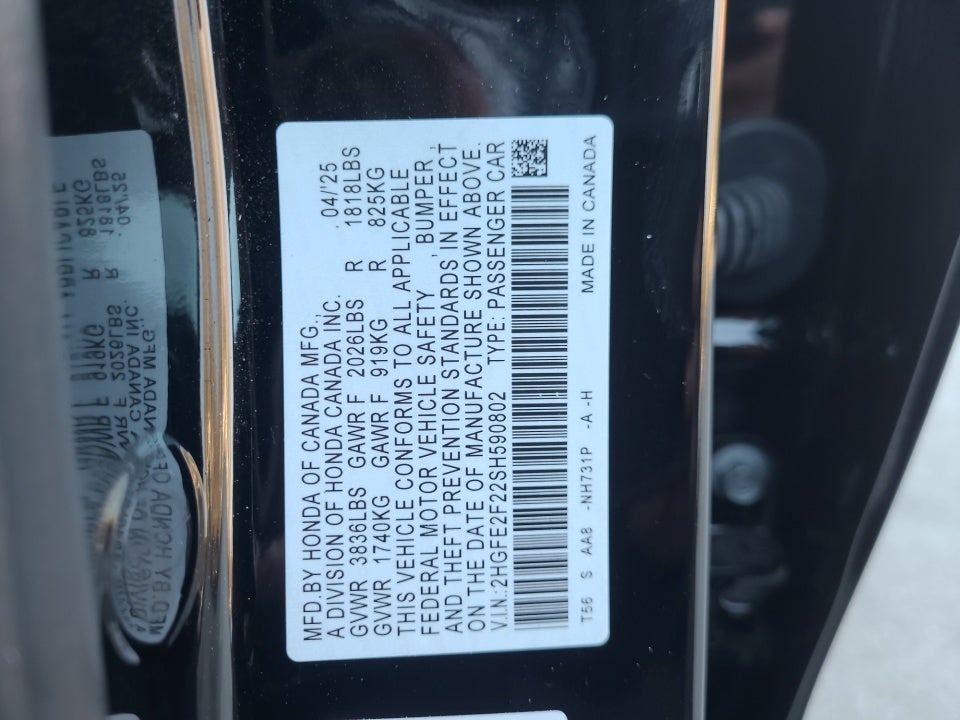 MFD. BY HONDA OF CANADA MFG.,
A DIVISION OF HONDA CANADA INC. 04/'25
GVWR 3836LBS GAWR F 2026LBS R 1818LBS
GVWR 1740KG GAWR F 919KG R 825KG
THIS VEHICLE CONFORMS TO ALL APPLICABLE
FEDERAL MOTOR VEHICLE SAFETY, BUMPER,
AND THEFT PREVENTION STANDARDS IN EFFECT
ON THE DATE OF MANUFACTURE SHOWN ABOVE.
V.I.N.:2HGFE2F22SH590802 TYPE: PASSENGER CAR
T56 S AA8 -NH731P -A -H MADE IN CANADA